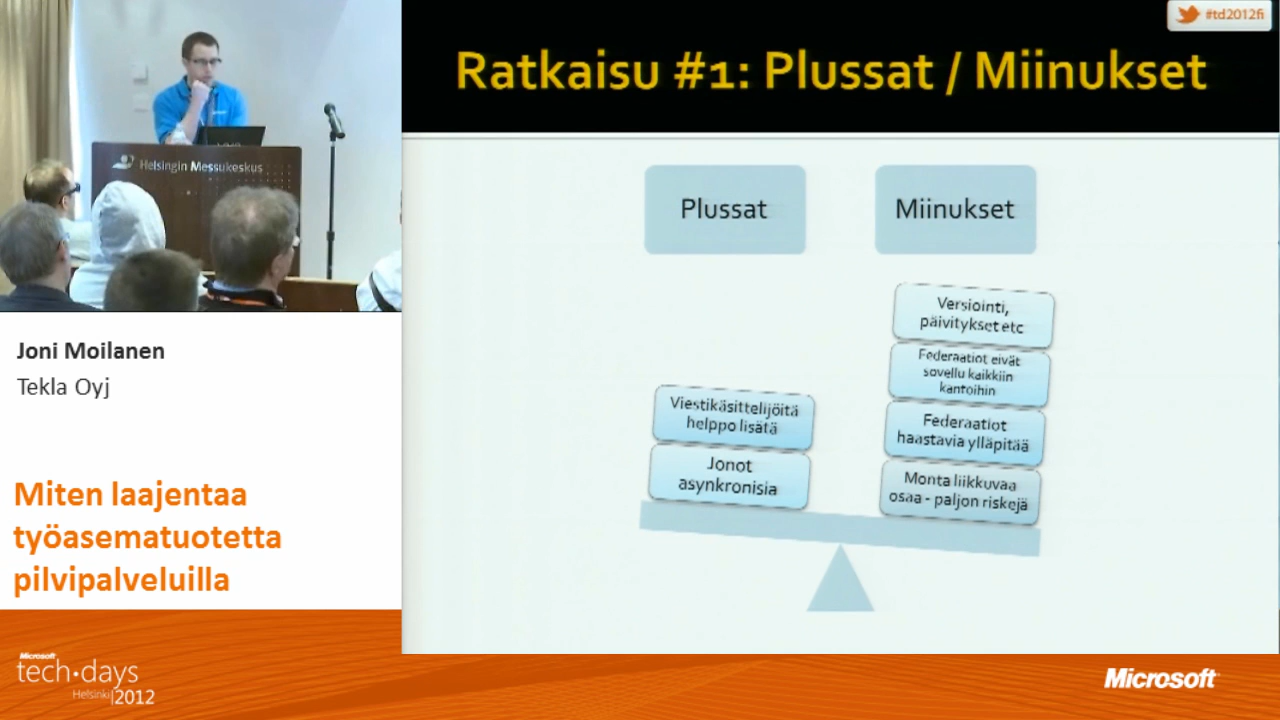 #td2012fi
Ratkaisu #1: Plussat / Miinukset
Helsingin Messukeskus
Plussat
Miinukset
Viestikäsittelijöitä
helppo lisätä
Jonot
asynkronisia
Versiointi,
päivitykset etc
Federaatiot eivät
sovellu kaikkiin
kantoihin
Federaatiot
haastavia ylläpitää
Monta liikkuvaa
osaa - paljon riskejä
Joni Moilanen
Tekla Oyj
Miten laajentaa
työasematuotetta
pilvipalveluilla
Microsoft
tech·days
Helsinki|2012
Microsoft